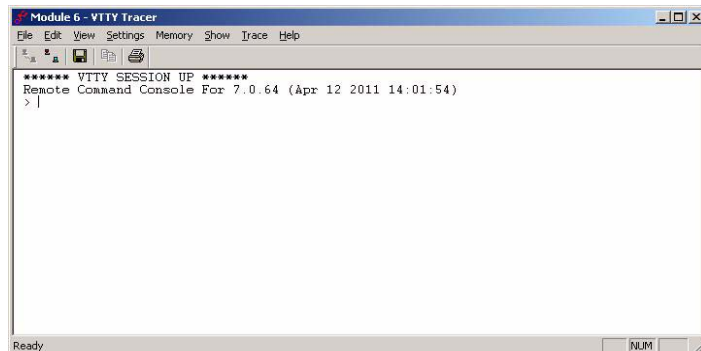 Module 6 - VTTY Tracer
File Edit View Settings Memory Show Trace Help
****** VTTY SESSION UP ******
Remote Command Console For 7.0.64 (Apr 12 2011 14:01:54)
>
Ready NUM